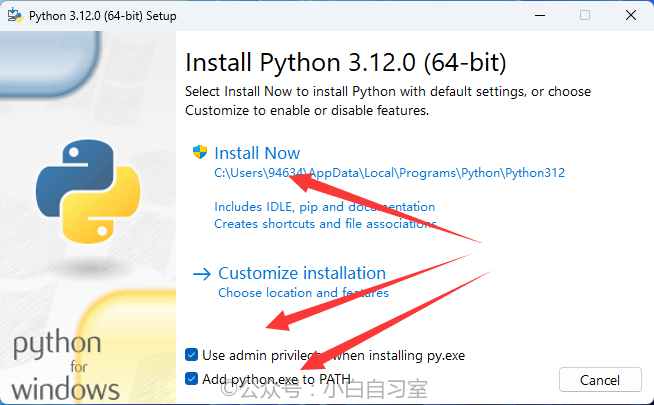 Python 3.12.0 (64-bit) Setup
Install Python 3.12.0 (64-bit)
Select Install Now to install Python with default settings, or choose
Customize to enable or disable features.
Install Now
C:\Users\94634\AppData\Local\Programs\Python\Python312
Includes IDLE, pip and documentation
Creates shortcuts and file associations
Customize installation
Choose location and features
python
for
windows
Use admin privileges when installing py.exe
Add python.exe to PATH
Cancel
公众号：小白自习室